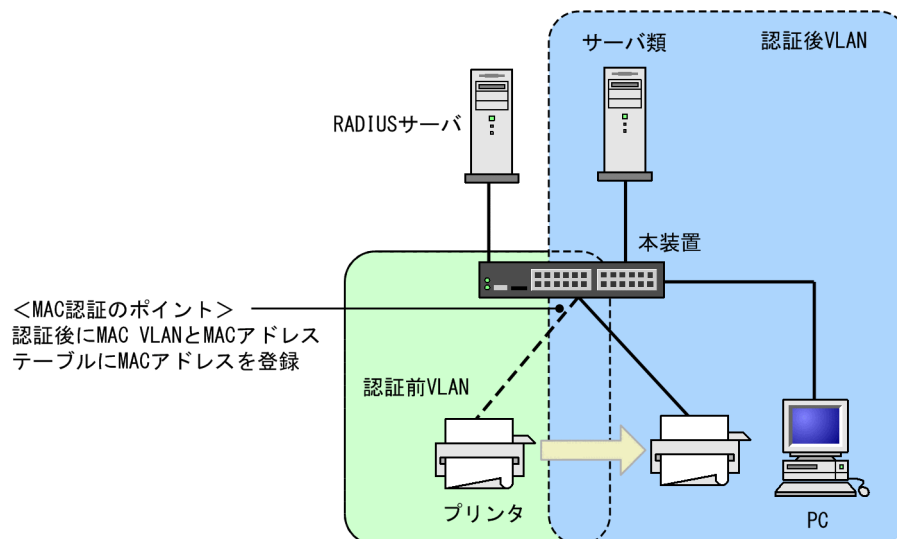 サーバ類
認証後VLAN
RADIUSサーバ
本装置
<MAC認証のポイント>
認証後にMAC VLANとMACアドレス
テーブルにMACアドレスを登録
認証前VLAN
プリンタ
PC